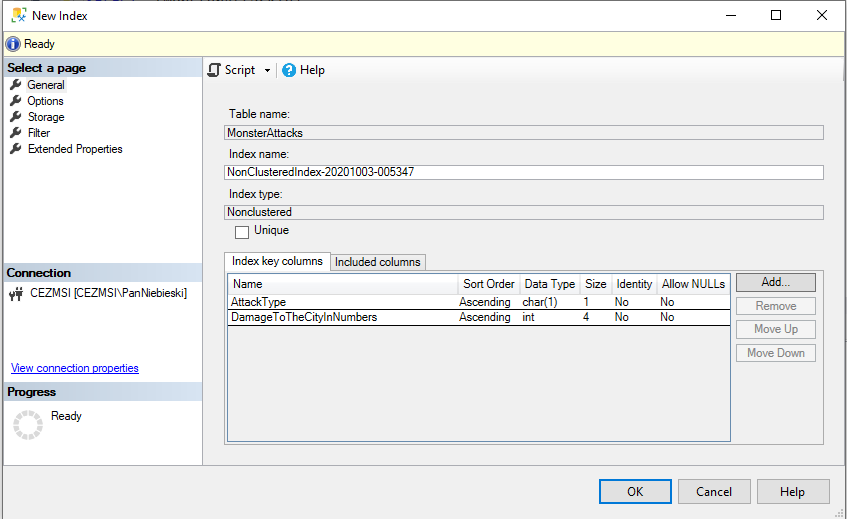 New Index
Ready
Select a page
General
Options
Storage
Filter
Extended Properties
Connection
CEZMSI [CEZMSI\PanNiebieski]
View connection properties
Progress
Ready
Script Help
Table name:
MonsterAttacks
Index name:
NonClusteredIndex-20201003-005347
Index type:
Nonclustered
Unique
Index key columns Included columns
Name Sort Order Data Type Size Identity Allow NULLs
AttackType Ascending char(1) 1 No No
DamageToTheCityInNumbers Ascending int 4 No No
Add...
Remove
Move Up
Move Down
OK Cancel Help